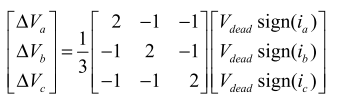 ΔV_a 2 −1 −1 V_dead sign(i_a)
ΔV_b = 1/3 −1 2 −1 V_dead sign(i_b)
ΔV_c −1 −1 2 V_dead sign(i_c)